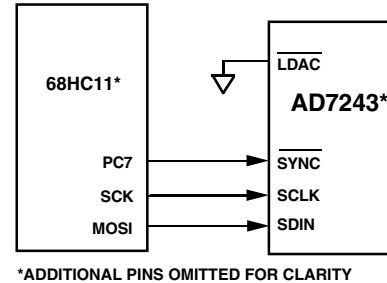 68HC11*
PC7
SCK
MOSI
LDAC
AD7243*
SYNC
SCLK
SDIN
*ADDITIONAL PINS OMITTED FOR CLARITY